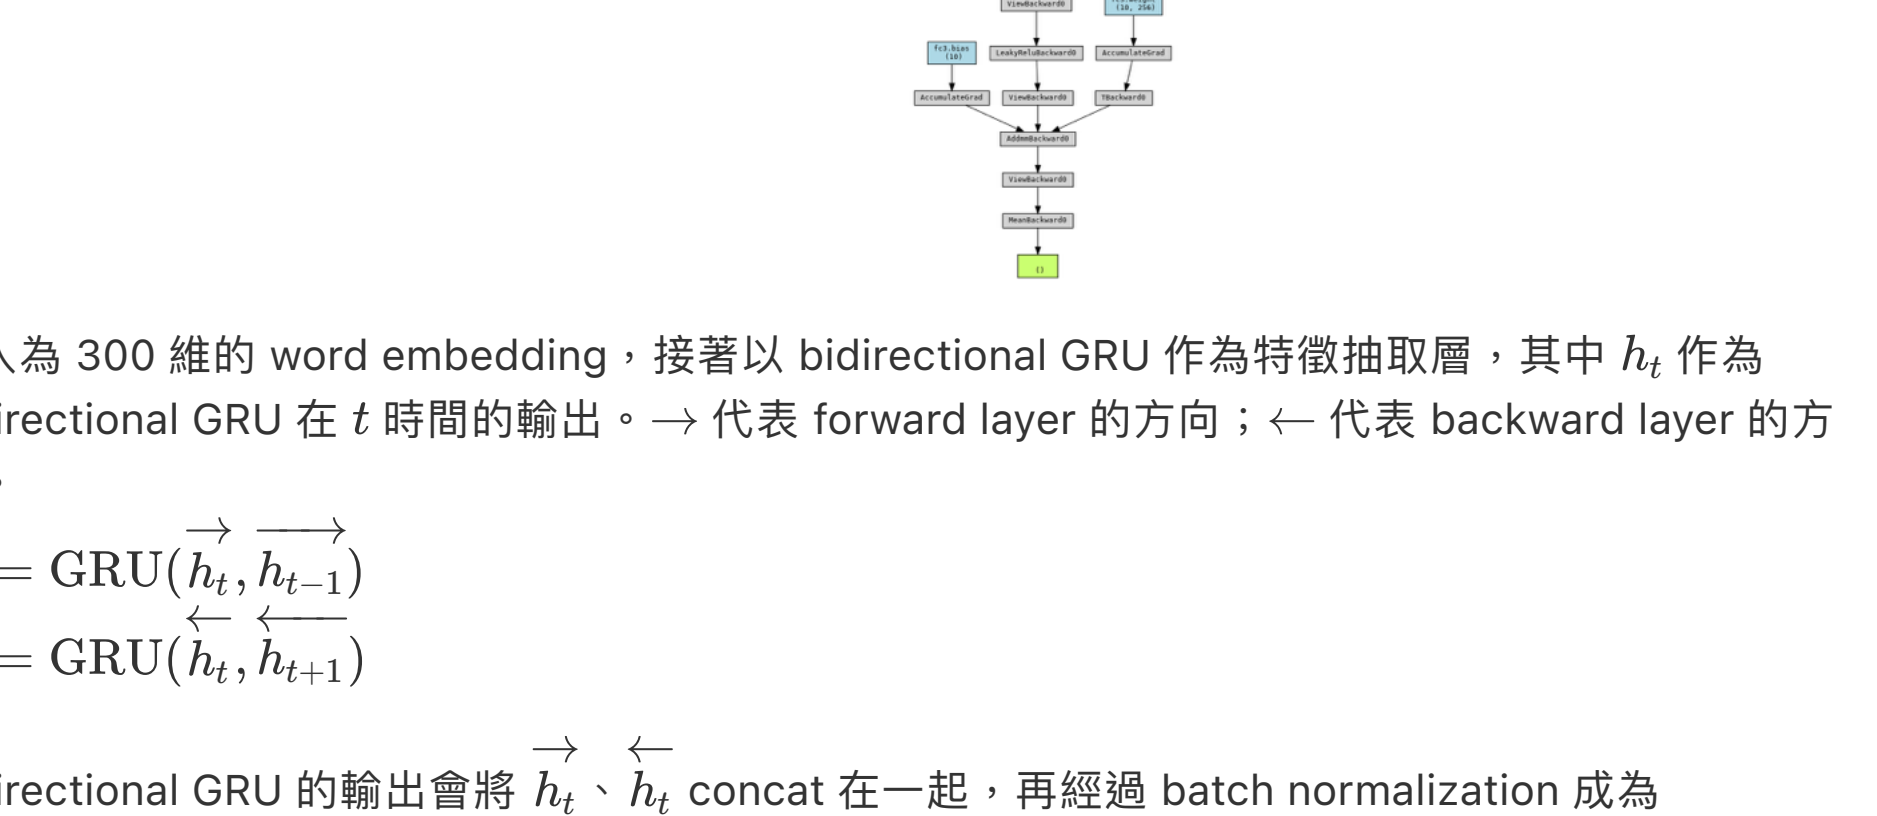 ViewBackward0
(10, 256)
fc3.bias
(10)
LeakyReluBackward0
AccumulateGrad
AccumulateGrad
ViewBackward0
TBackward0
AddmmBackward0
ViewBackward0
MeanBackward0
()
入為 300 維的 word embedding，接著以 bidirectional GRU 作為特徵抽取層，其中 $h_t$ 作為
irectional GRU 在 $t$ 時間的輸出。→ 代表 forward layer 的方向；← 代表 backward layer 的方
。
$= \mathrm{GRU}(\overrightarrow{h_t}, \overrightarrow{h_{t-1}})$
$= \mathrm{GRU}(\overleftarrow{h_t}, \overleftarrow{h_{t+1}})$
irectional GRU 的輸出會將 $\overrightarrow{h_t}$、$\overleftarrow{h_t}$ concat 在一起，再經過 batch normalization 成為